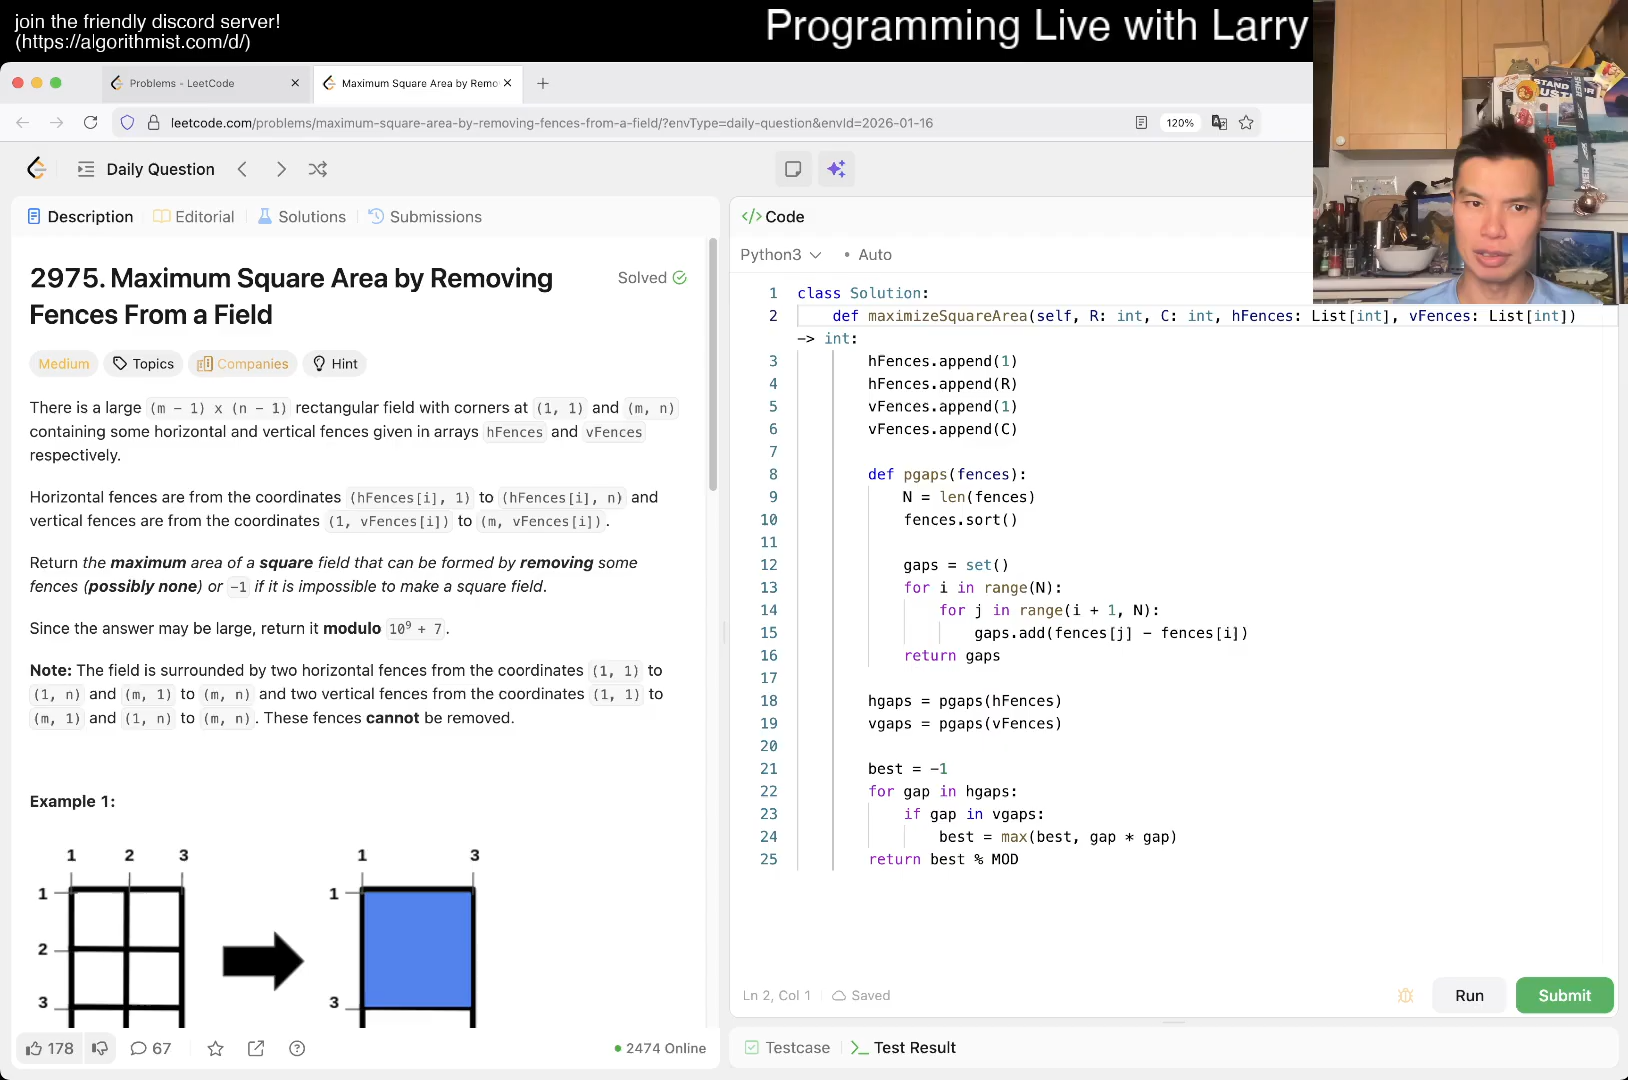 join the friendly discord server!
(https://algorithmist.com/d/)
Programming Live with Larry
Problems - LeetCode
Maximum Square Area by Remo
leetcode.com/problems/maximum-square-area-by-removing-fences-from-a-field/?envType=daily-question&envId=2026-01-16
120%
Daily Question
Description
Editorial
Solutions
Submissions
2975. Maximum Square Area by Removing
Fences From a Field
Solved
Medium
Topics
Companies
Hint
There is a large (m - 1) x (n - 1) rectangular field with corners at (1, 1) and (m, n)
containing some horizontal and vertical fences given in arrays hFences and vFences
respectively.
Horizontal fences are from the coordinates (hFences[i], 1) to (hFences[i], n) and
vertical fences are from the coordinates (1, vFences[i]) to (m, vFences[i]).
Return the maximum area of a square field that can be formed by removing some
fences (possibly none) or -1 if it is impossible to make a square field.
Since the answer may be large, return it modulo 10⁹ + 7.
Note: The field is surrounded by two horizontal fences from the coordinates (1, 1) to
(1, n) and (m, 1) to (m, n) and two vertical fences from the coordinates (1, 1) to
(m, 1) and (1, n) to (m, n). These fences cannot be removed.
Example 1:
1 2 3
1
2
3
1 3
1
3
178
67
2474 Online
</> Code
Python3
• Auto
1 class Solution:
2 def maximizeSquareArea(self, R: int, C: int, hFences: List[int], vFences: List[int])
-> int:
3 hFences.append(1)
4 hFences.append(R)
5 vFences.append(1)
6 vFences.append(C)
7
8 def pgaps(fences):
9 N = len(fences)
10 fences.sort()
11
12 gaps = set()
13 for i in range(N):
14 for j in range(i + 1, N):
15 gaps.add(fences[j] - fences[i])
16 return gaps
17
18 hgaps = pgaps(hFences)
19 vgaps = pgaps(vFences)
20
21 best = -1
22 for gap in hgaps:
23 if gap in vgaps:
24 best = max(best, gap * gap)
25 return best % MOD
Ln 2, Col 1
Saved
Run
Submit
Testcase
>_ Test Result